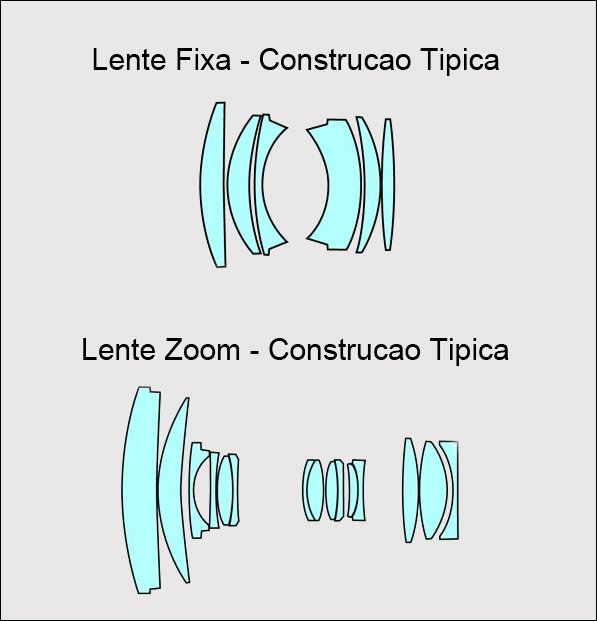 Lente Fixa - Construcao Tipica
Lente Zoom - Construcao Tipica